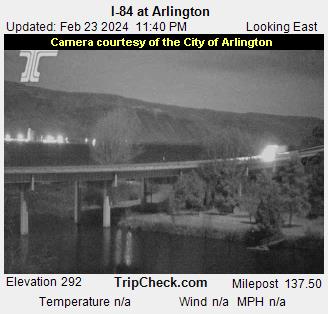 I-84 at Arlington
Updated: Feb 23 2024 11:40 PM Looking East
Camera courtesy of the City of Arlington
Elevation 292 TripCheck.com Milepost 137.50
Temperature n/a Wind n/a MPH n/a